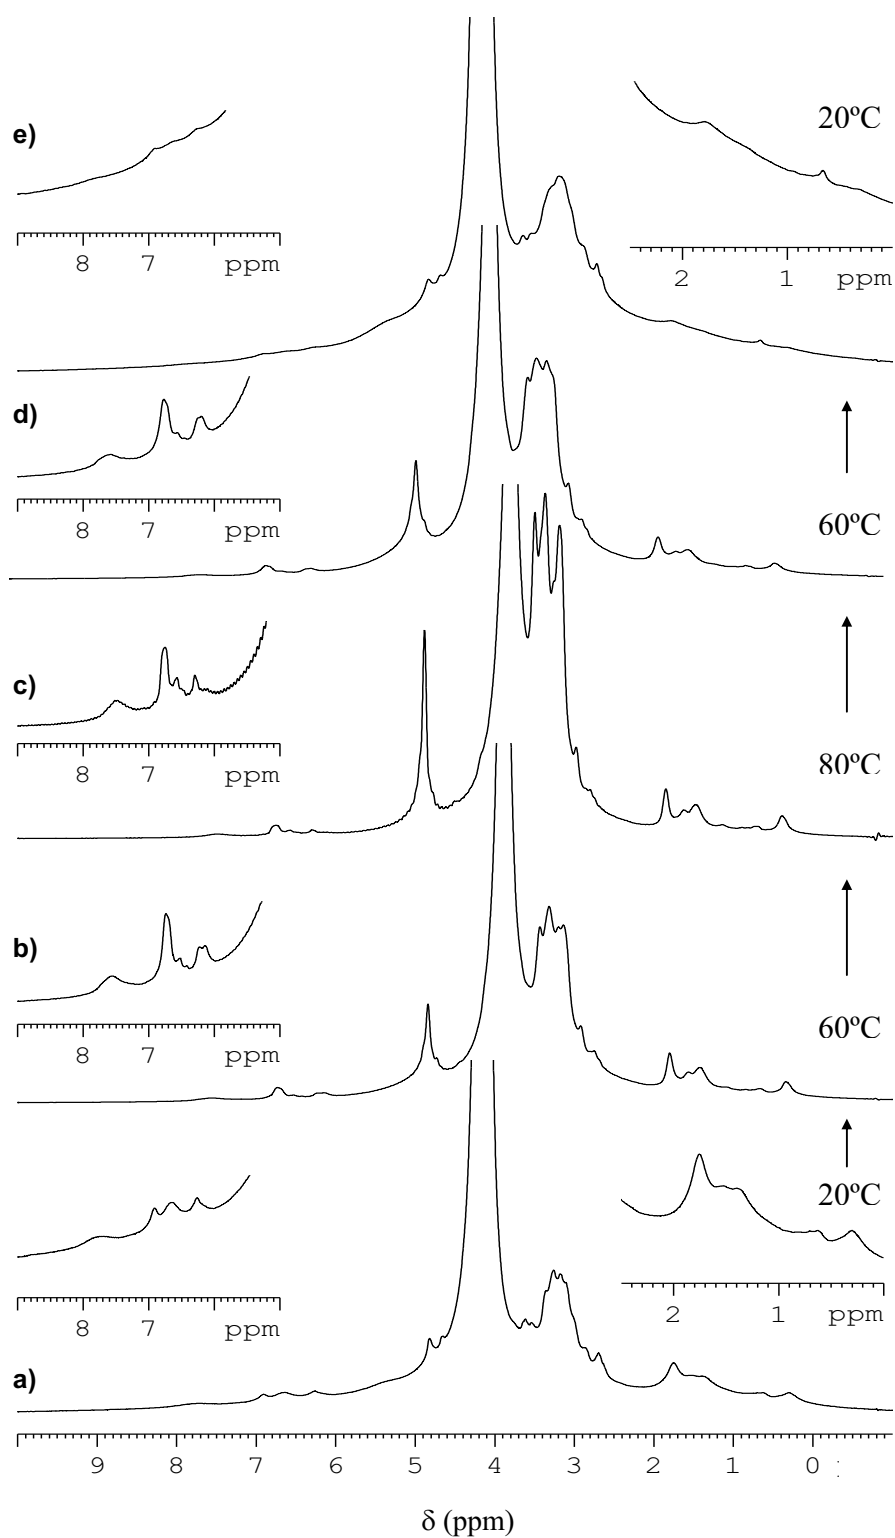 e)
20ºC
8 7 ppm
2 1 ppm
d)
8 7 ppm
60ºC
c)
8 7 ppm
80ºC
b)
8 7 ppm
60ºC
20ºC
8 7 ppm
2 1 ppm
a)
9 8 7 6 5 4 3 2 1 0
δ (ppm)